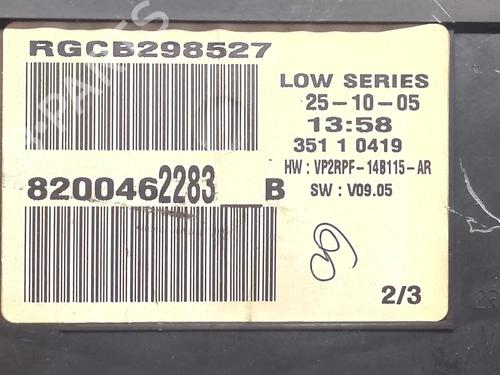 RGCB298527
LOW SERIES
25-10-05
13:58
351 1 0419
HW : VP2RPF-14B115-AR
SW : V09.05
8200462283__B
2/3